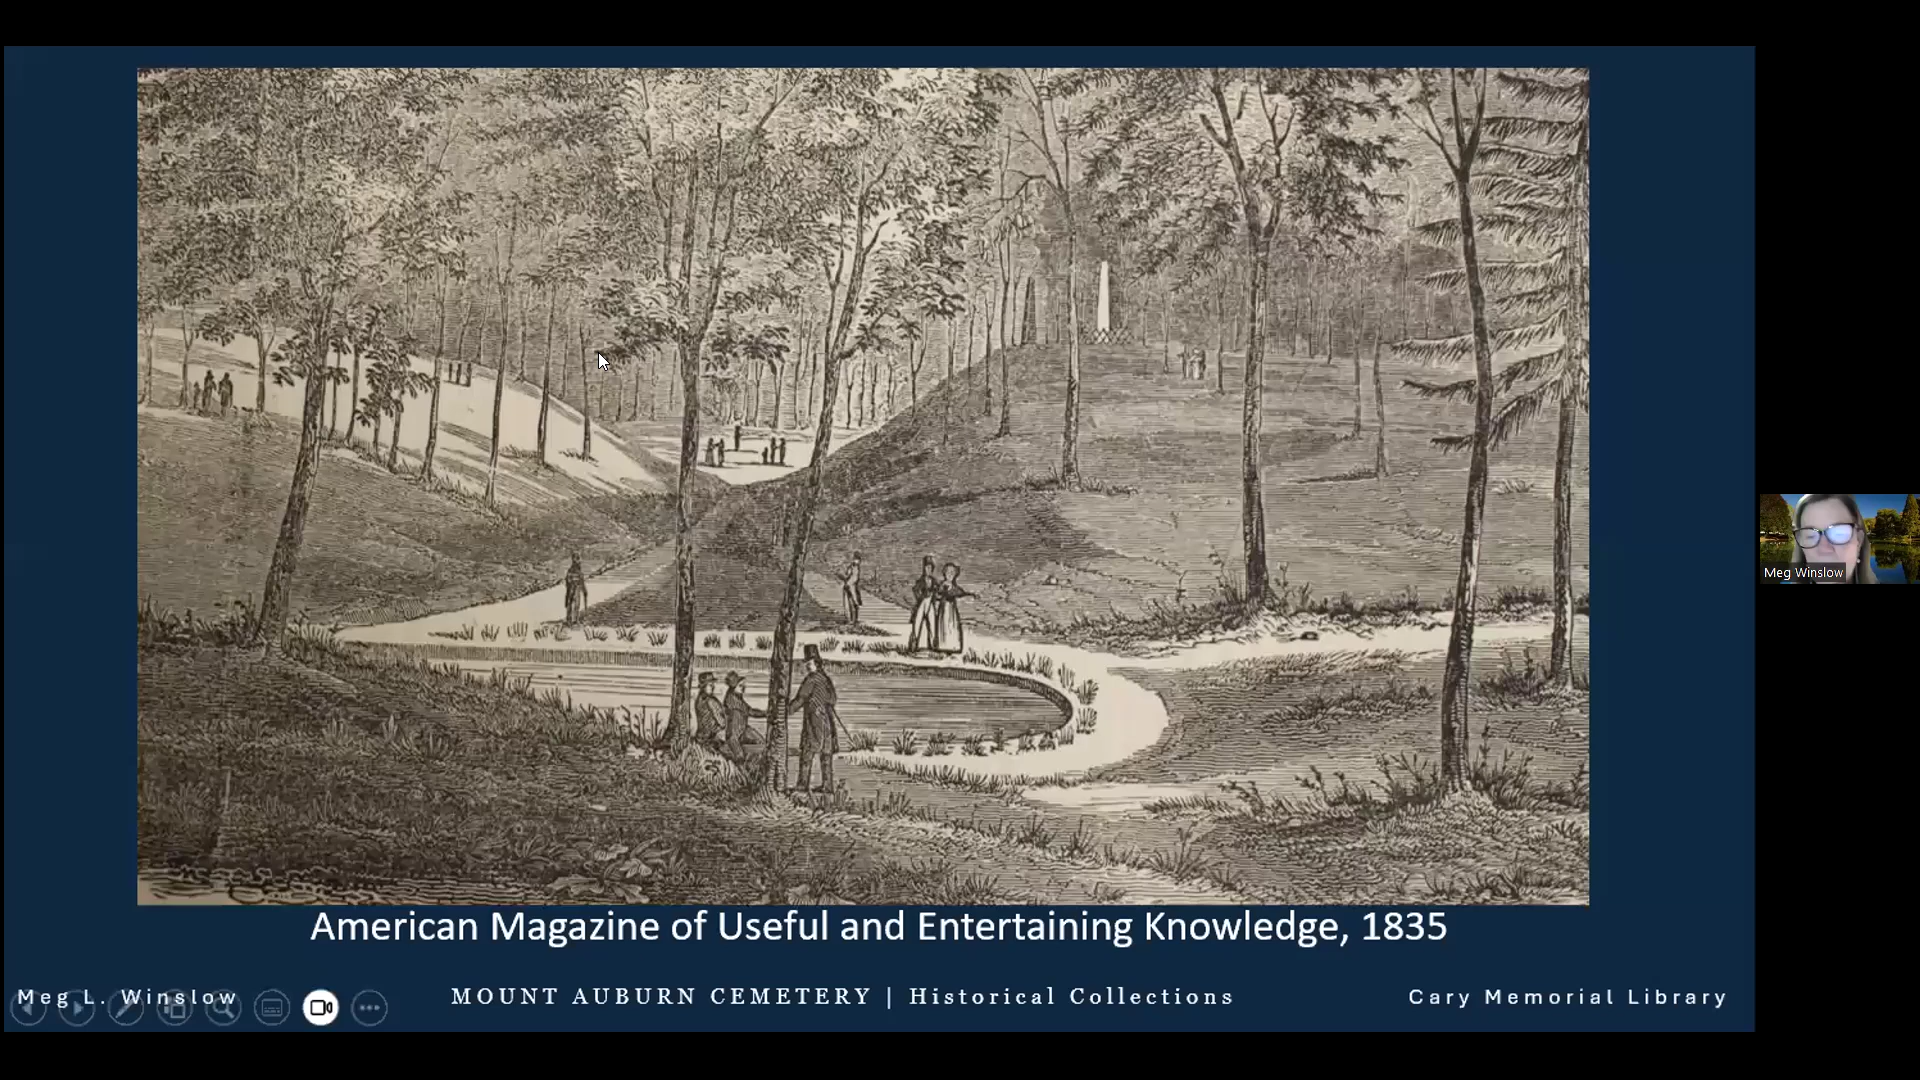 American Magazine of Useful and Entertaining Knowledge, 1835
Meg L. Winslow
MOUNT AUBURN CEMETERY | Historical Collections
Cary Memorial Library
Meg Winslow